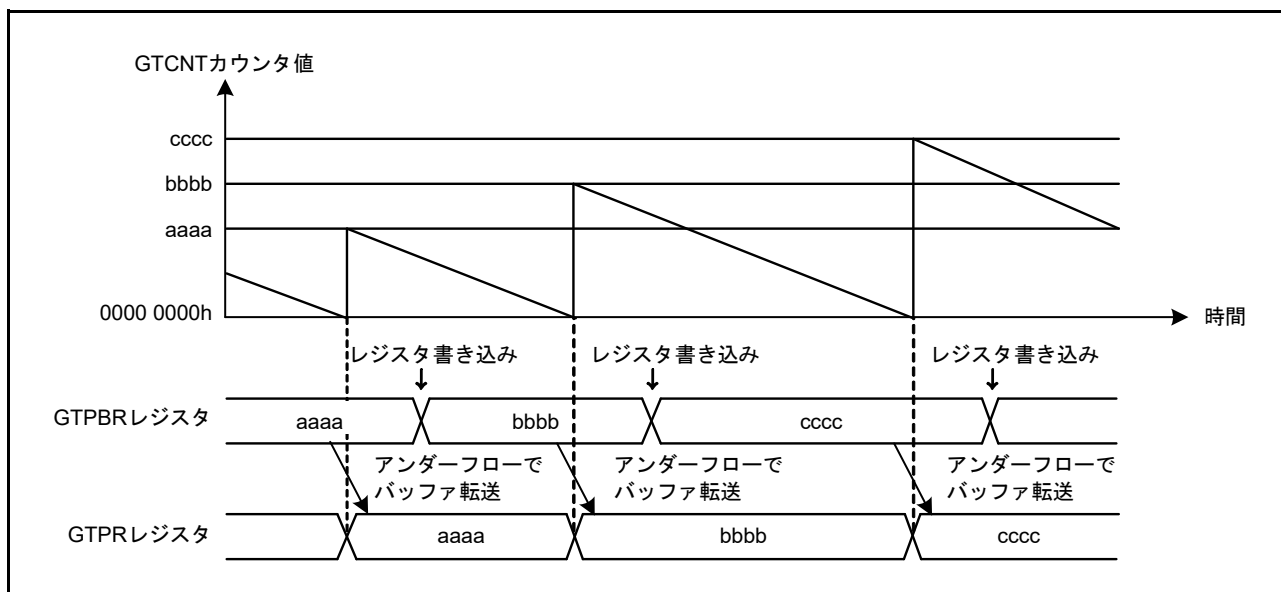 GTCNTカウンタ値
cccc
bbbb
aaaa
0000 0000h
時間
レジスタ書き込み
レジスタ書き込み
レジスタ書き込み
GTPBRレジスタ
aaaa
bbbb
cccc
アンダーフローで
バッファ転送
アンダーフローで
バッファ転送
アンダーフローで
バッファ転送
GTPRレジスタ
aaaa
bbbb
cccc